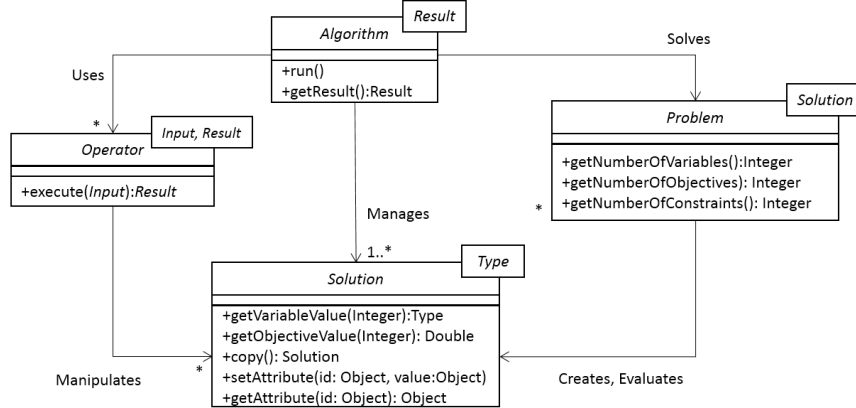 Result
Algorithm
+run()
+getResult():Result
Uses
Solves
*
Input, Result
Operator
+execute(Input):Result
Solution
Problem
+getNumberOfVariables():Integer
+getNumberOfObjectives): Integer
+getNumberOfConstraints(): Integer
*
Manages
1..*
Type
Solution
+getVariableValue(Integer):Type
+getObjectiveValue(Integer): Double
+copy(): Solution
+setAttribute(id: Object, value:Object)
+getAttribute(id: Object): Object
Manipulates
*
Creates, Evaluates